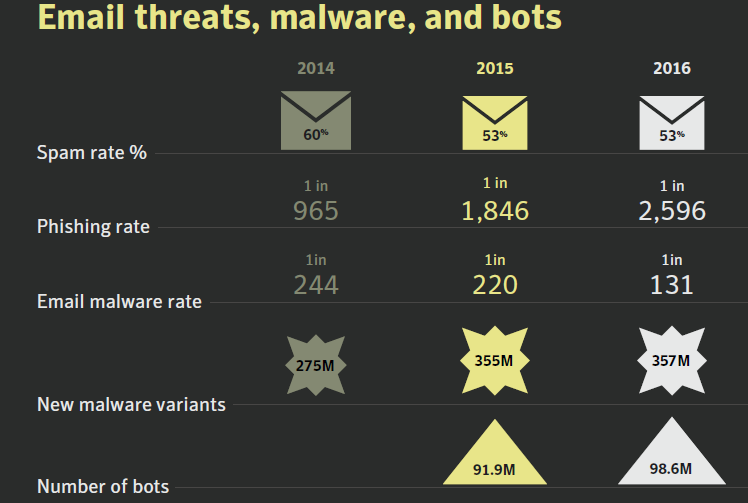 Email threats, malware, and bots
2014 2015 2016
60% 53% 53%
Spam rate %
1 in 1 in 1 in
965 1,846 2,596
Phishing rate
1in 1in 1in
244 220 131
Email malware rate
275M 355M 357M
New malware variants
91.9M 98.6M
Number of bots